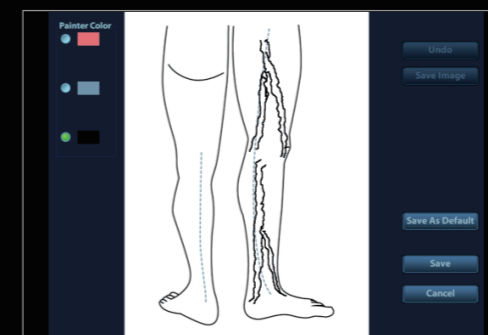 Painter Color
Undo
Save Image
Save As Default
Save
Cancel